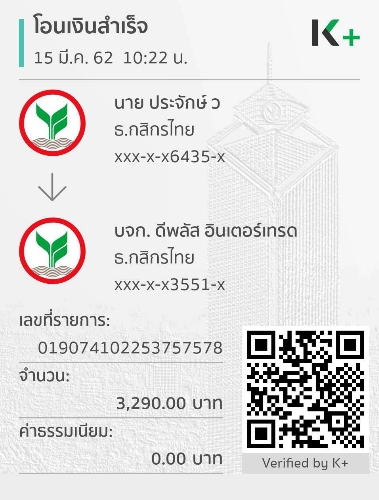 โอนเงินสำเร็จ
15 มี.ค. 62 10:22 น.
K+
นาย ประจักษ์ ว
ธ.กสิกรไทย
xxx-x-x6435-x
บจก. ดีพลัส อินเตอร์เทรด
ธ.กสิกรไทย
xxx-x-x3551-x
เลขที่รายการ:
019074102253757578
จำนวน:
3,290.00 บาท
ค่าธรรมเนียม:
0.00 บาท
Verified by K+